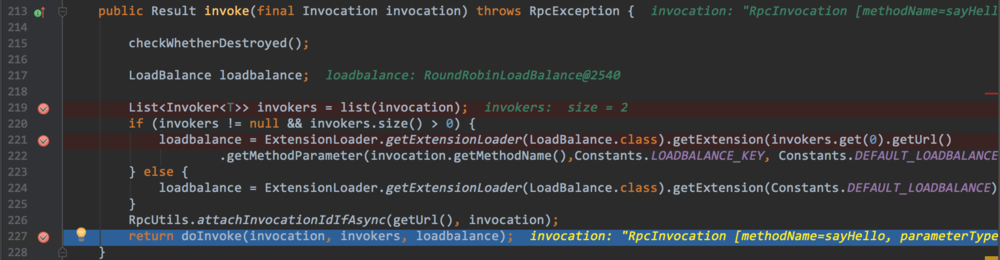 213 public Result invoke(final Invocation invocation) throws RpcException { invocation: "RpcInvocation [methodName=sayHello
214
215 checkWhetherDestroyed();
216
217 LoadBalance loadbalance; loadbalance: RoundRobinLoadBalance@2540
218
219 List<Invoker<T>> invokers = list(invocation); invokers: size = 2
220 if (invokers != null && invokers.size() > 0) {
221 loadbalance = ExtensionLoader.getExtensionLoader(LoadBalance.class).getExtension(invokers.get(0).getUrl()
222 .getMethodParameter(invocation.getMethodName(),Constants.LOADBALANCE_KEY, Constants.DEFAULT_LOADBALANCE
223 } else {
224 loadbalance = ExtensionLoader.getExtensionLoader(LoadBalance.class).getExtension(Constants.DEFAULT_LOADBALANCE)
225 }
226 RpcUtils.attachInvocationIdIfAsync(getUrl(), invocation);
227 return doInvoke(invocation, invokers, loadbalance); invocation: "RpcInvocation [methodName=sayHello, parameterType
228 }